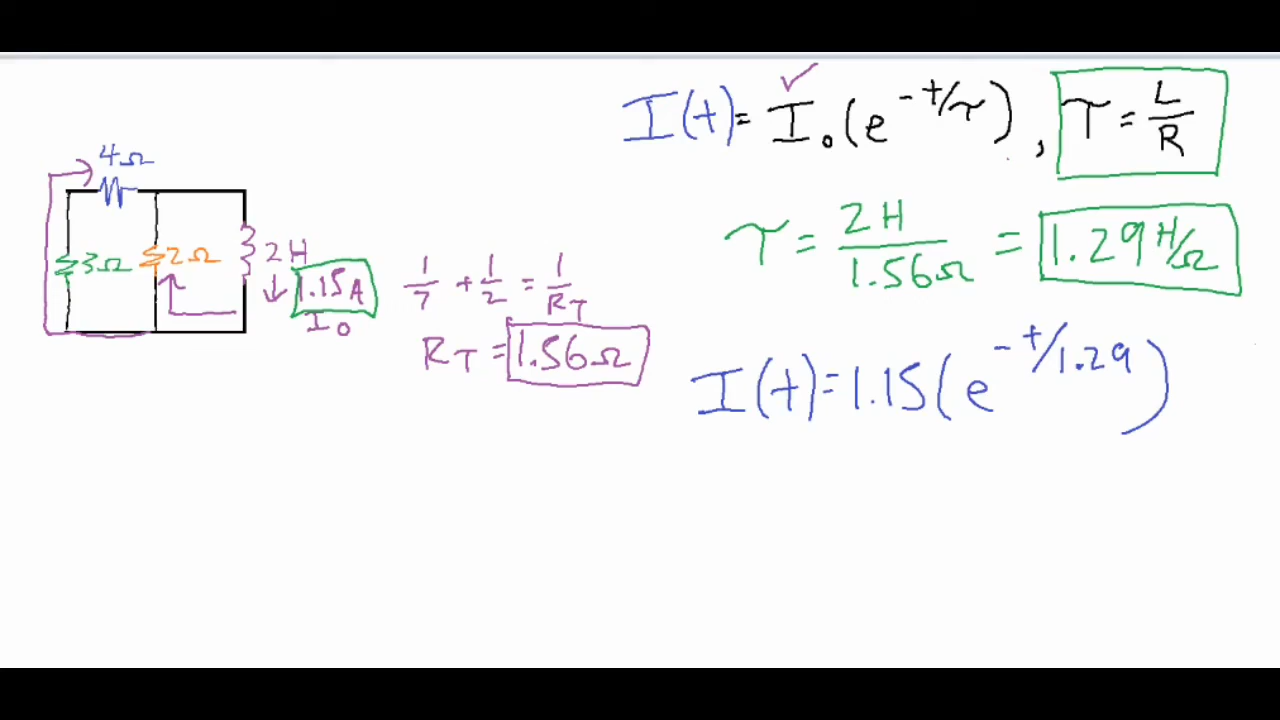 I(t) = I₀(e^-t/τ), τ = L/R
4Ω
3Ω
2Ω
2H
1.15A
I₀
1/7 + 1/2 = 1/R_T
R_T = 1.56Ω
τ = 2H/1.56Ω = 1.29 H/Ω
I(t) = 1.15(e^-t/1.29)